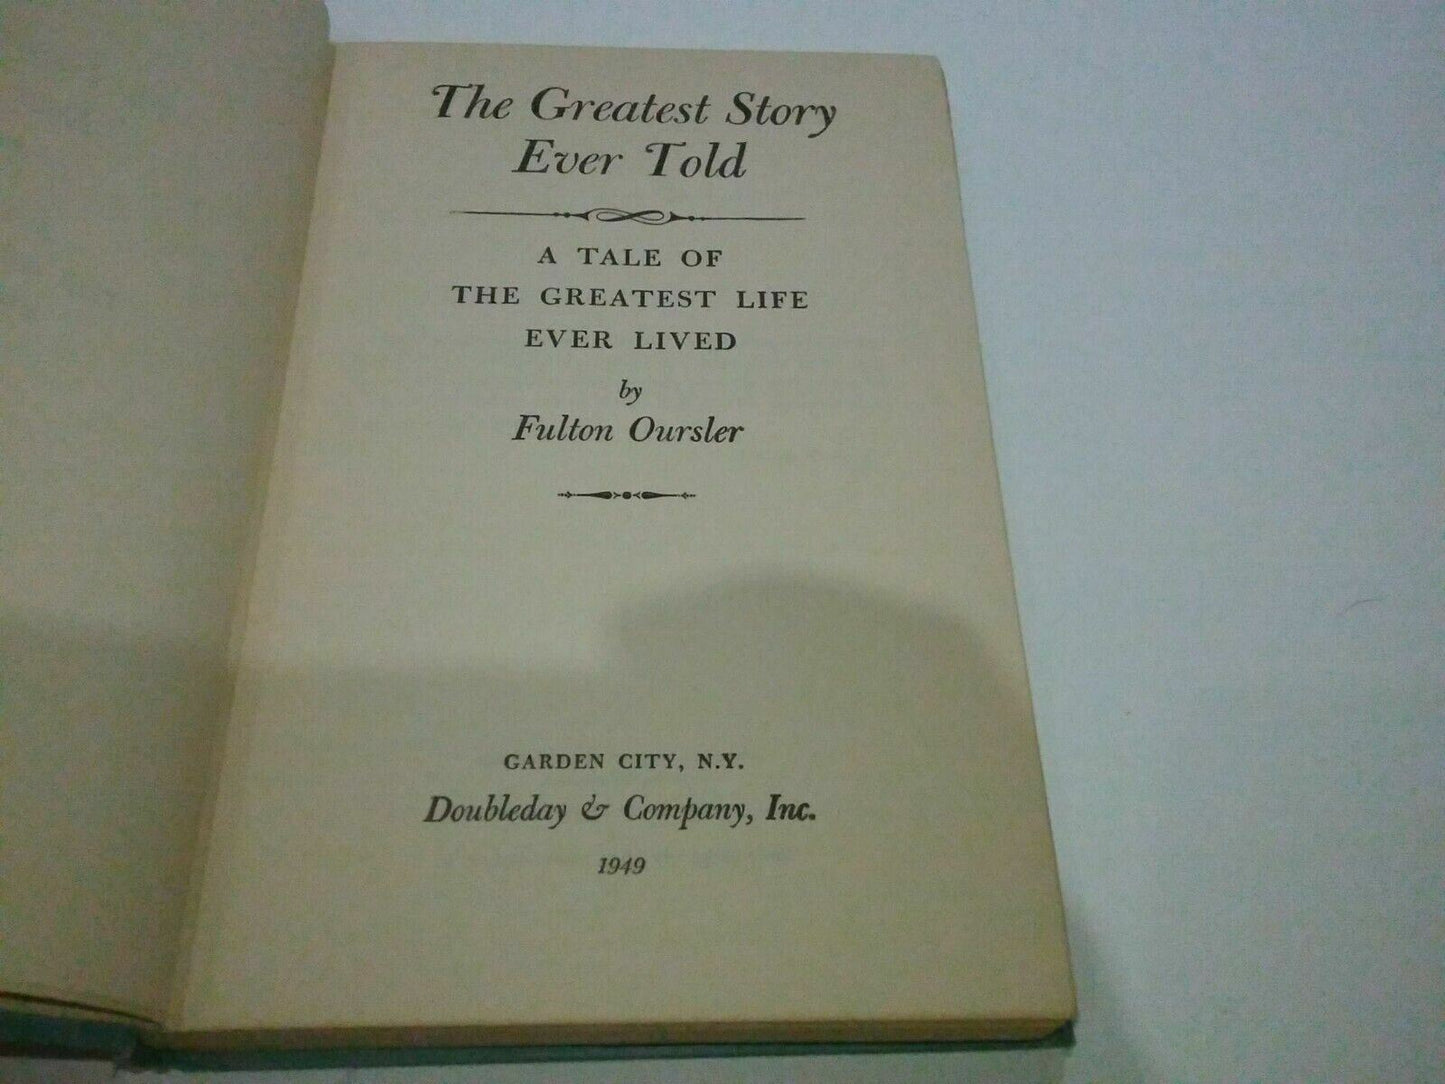 The Greatest Story
Ever Told
A TALE OF
THE GREATEST LIFE
EVER LIVED
by
Fulton Oursler
GARDEN CITY, N.Y.
Doubleday & Company, Inc.
1949